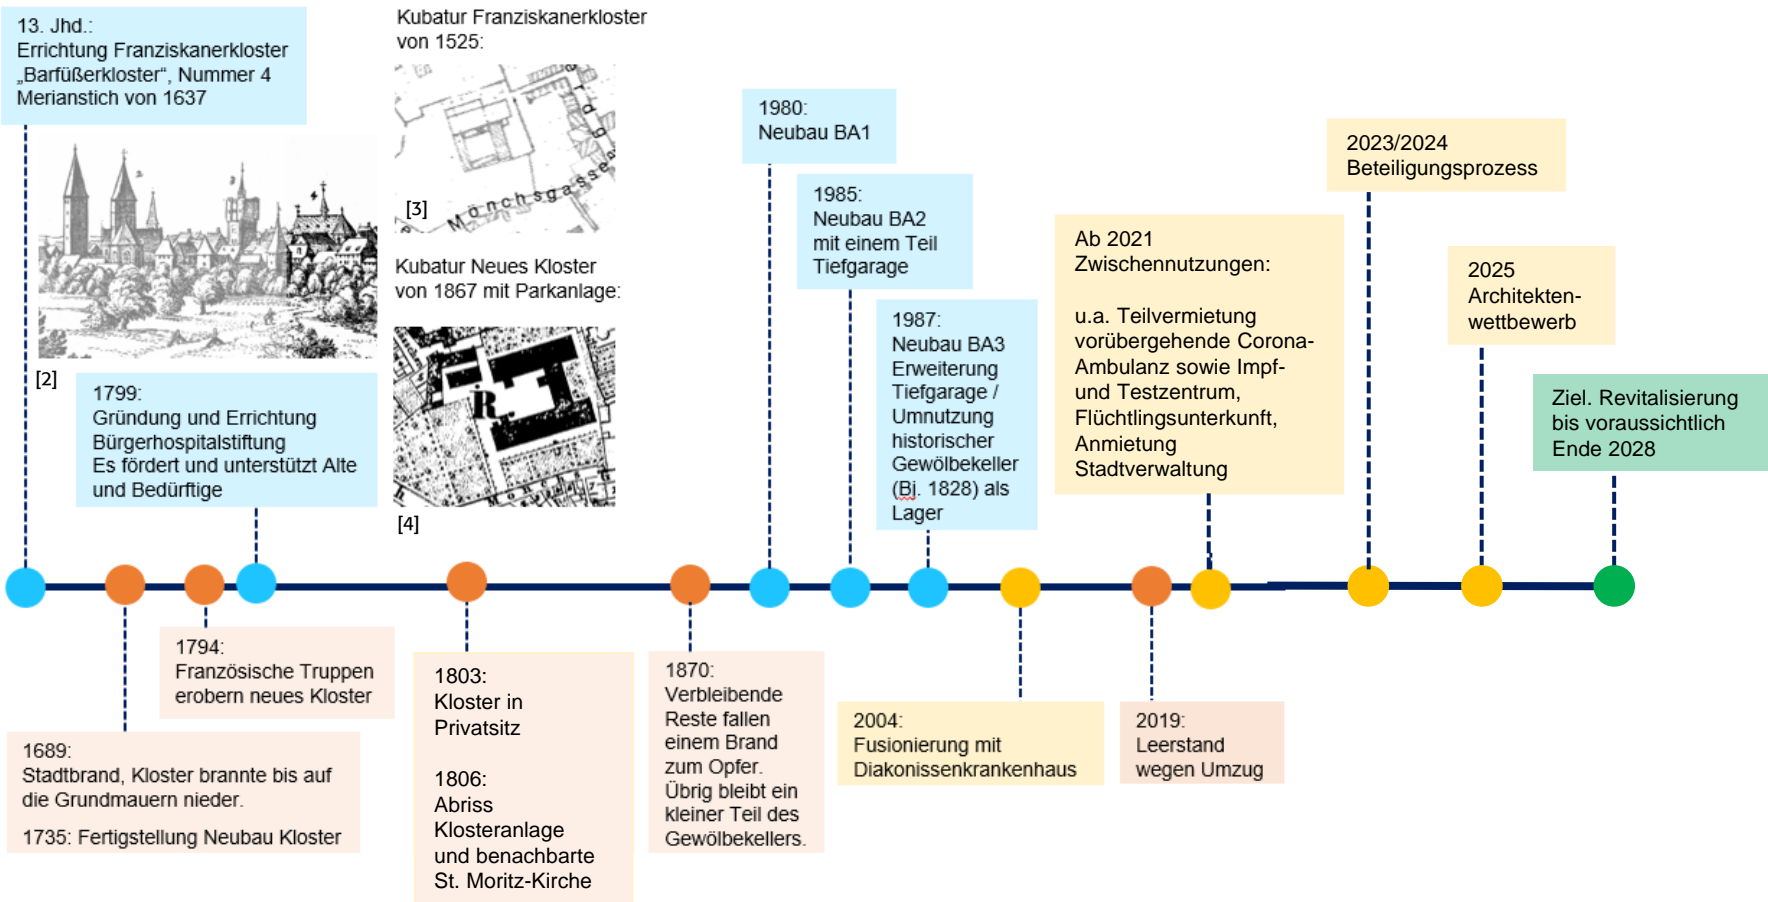 13. Jhd.:
Errichtung Franziskanerkloster
„Barfüßerkloster“, Nummer 4
Merianstich von 1637
[2]
1799:
Gründung und Errichtung
Bürgerhospitalstiftung
Es fördert und unterstützt Alte
und Bedürftige
Kubatur Franziskanerkloster
von 1525:
Mönchsgasse
[3]
Kubatur Neues Kloster
von 1867 mit Parkanlage:
R.
[4]
1980:
Neubau BA1
1985:
Neubau BA2
mit einem Teil
Tiefgarage
1987:
Neubau BA3
Erweiterung
Tiefgarage /
Umnutzung
historischer
Gewölbekeller
(Bj. 1828) als
Lager
Ab 2021
Zwischennutzungen:
u.a. Teilvermietung
vorübergehende Corona-
Ambulanz sowie Impf-
und Testzentrum,
Flüchtlingsunterkunft,
Anmietung
Stadtverwaltung
2023/2024
Beteiligungsprozess
2025
Architekten-
wettbewerb
Ziel. Revitalisierung
bis voraussichtlich
Ende 2028
1689:
Stadtbrand, Kloster brannte bis auf
die Grundmauern nieder.
1735: Fertigstellung Neubau Kloster
1794:
Französische Truppen
erobern neues Kloster
1803:
Kloster in
Privatsitz
1806:
Abriss
Klosteranlage
und benachbarte
St. Moritz-Kirche
1870:
Verbleibende
Reste fallen
einem Brand
zum Opfer.
Übrig bleibt ein
kleiner Teil des
Gewölbekellers.
2004:
Fusionierung mit
Diakonissenkrankenhaus
2019:
Leerstand
wegen Umzug